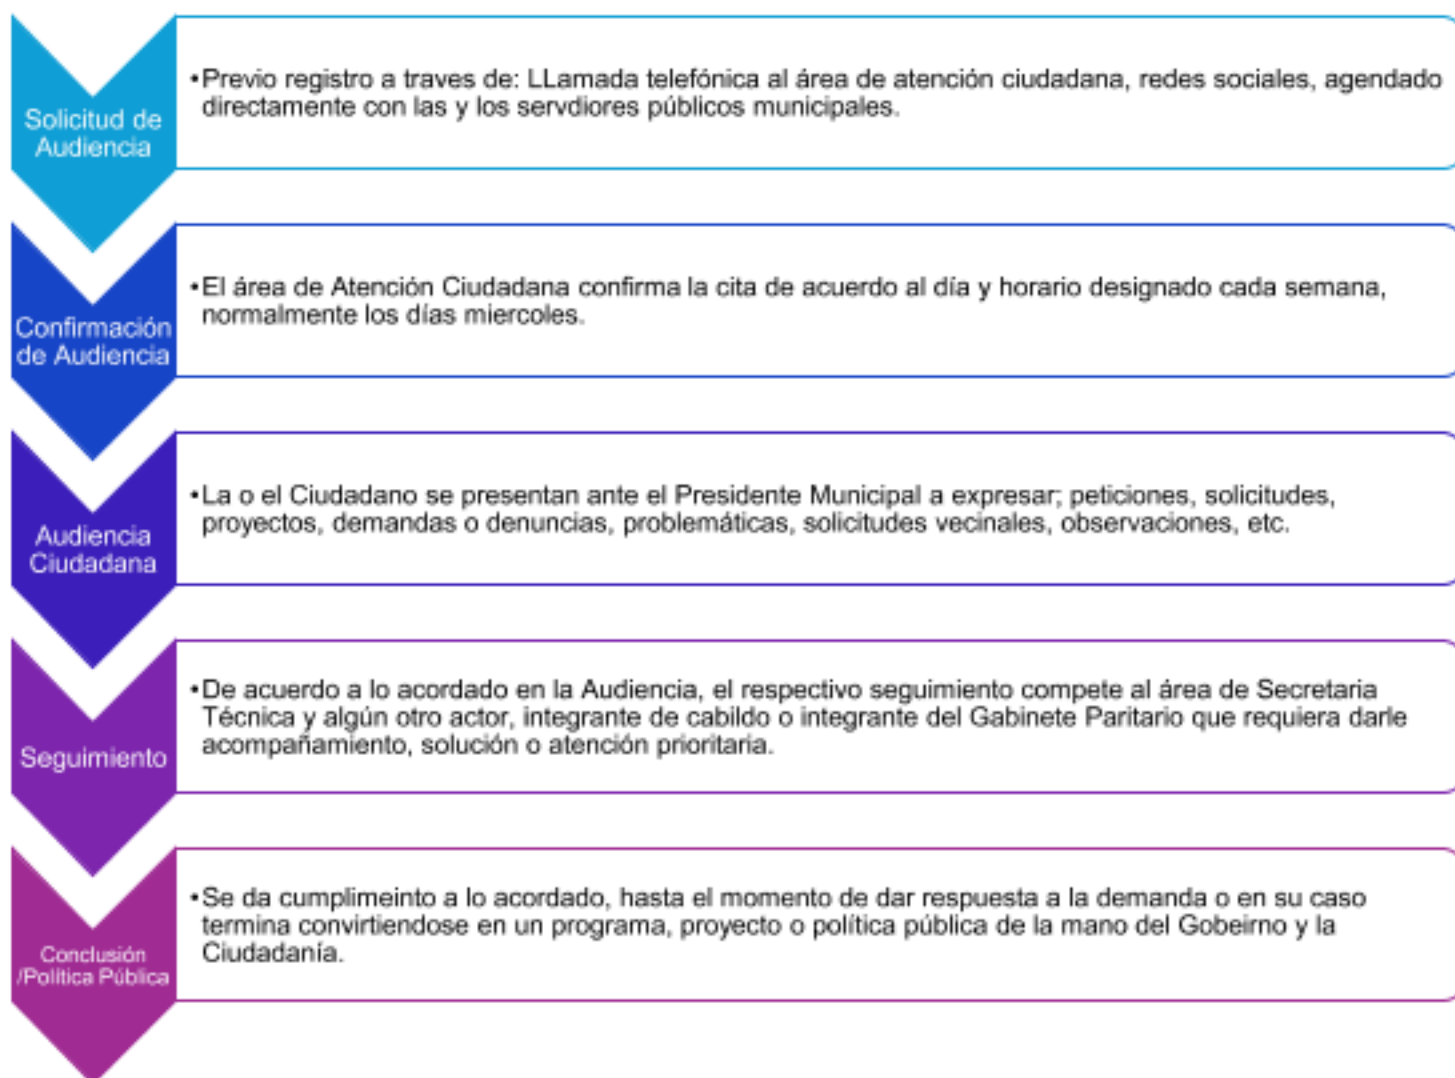 Solicitud de
Audiencia
•Previo registro a traves de: LLamada telefónica al área de atención ciudadana, redes sociales, agendado
directamente con las y los servdiores públicos municipales.
Confirmación
de Audiencia
•El área de Atención Ciudadana confirma la cita de acuerdo al día y horario designado cada semana,
normalmente los días miercoles.
Audiencia
Ciudadana
•La o el Ciudadano se presentan ante el Presidente Municipal a expresar; peticiones, solicitudes,
proyectos, demandas o denuncias, problemáticas, solicitudes vecinales, observaciones, etc.
Seguimiento
•De acuerdo a lo acordado en la Audiencia, el respectivo seguimiento compete al área de Secretaria
Técnica y algún otro actor, integrante de cabildo o integrante del Gabinete Paritario que requiera darle
acompañamiento, solución o atención prioritaria.
Conclusión
/Política Pública
•Se da cumplimeinto a lo acordado, hasta el momento de dar respuesta a la demanda o en su caso
termina convirtiendose en un programa, proyecto o política pública de la mano del Gobeirno y la
Ciudadanía.